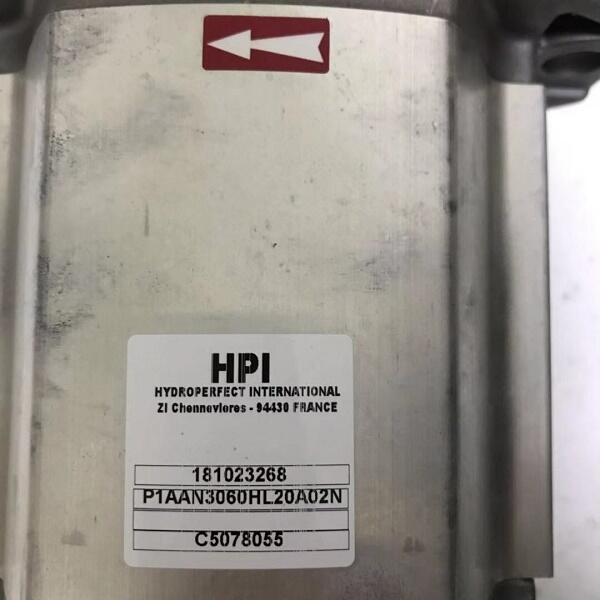 HPI
HYDROPERFECT INTERNATIONAL
ZI Chennevieres - 94430 FRANCE
181023268
P1AAN3060HL20A02N
C5078055